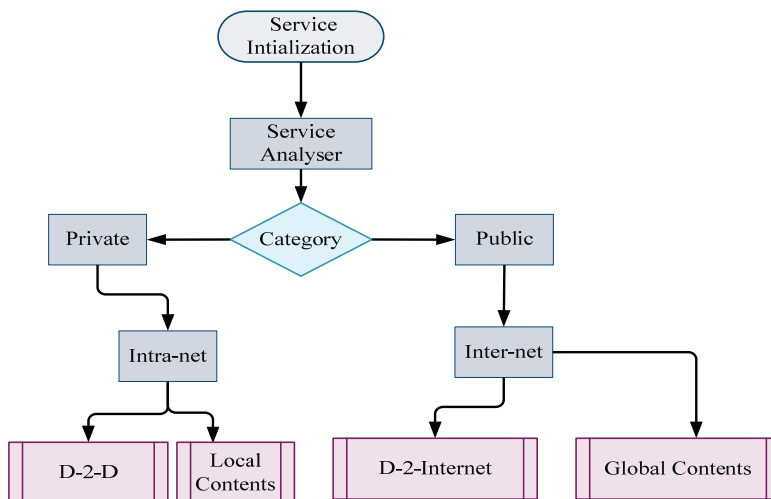 Service
Intialization
Service
Analyser
Private
Category
Public
Intra-net
Inter-net
D-2-D
Local
Contents
D-2-Internet
Global Contents